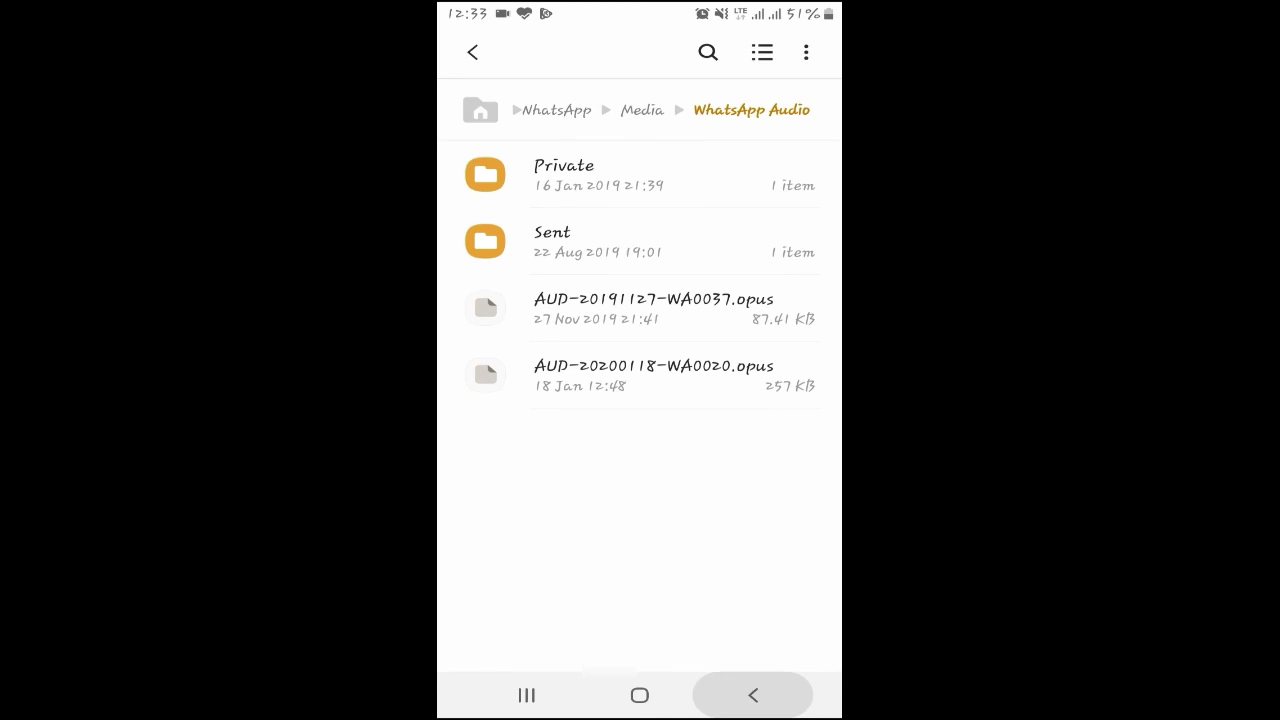 12:33 LTE 51%
WhatsApp Media WhatsApp Audio
Private
16 Jan 2019 21:39 1 item
Sent
22 Aug 2019 19:01 1 item
AUD-20191127-WA0037.opus
27 Nov 2019 21:41 87.41 KB
AUD-20200118-WA0020.opus
18 Jan 12:48 257 KB